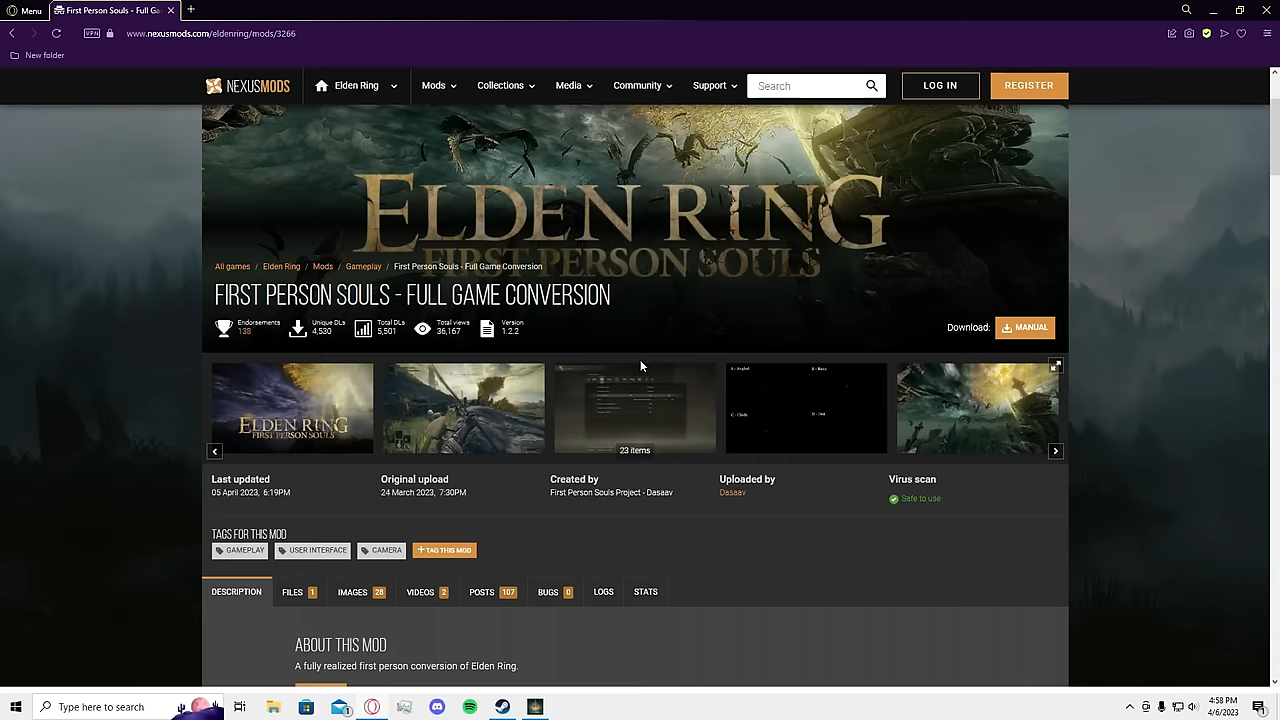 Menu
First Person Souls - Full Ga
VPN
www.nexusmods.com/eldenring/mods/3266
New folder
NEXUSMODS
Elden Ring
Mods
Collections
Media
Community
Support
Search
LOG IN
REGISTER
ELDEN RING
FIRST PERSON SOULS
All games / Elden Ring / Mods / Gameplay / First Person Souls - Full Game Conversion
FIRST PERSON SOULS - FULL GAME CONVERSION
Endorsements
138
Unique DLs
4,530
Total DLs
5,501
Total views
36,167
Version
1.2.2
Download:
MANUAL
ELDEN RING
FIRST PERSON SOULS
23 items
Last updated
05 April 2023, 6:19PM
Original upload
24 March 2023, 7:30PM
Created by
First Person Souls Project - Dasaav
Uploaded by
Dasaav
Virus scan
Safe to use
TAGS FOR THIS MOD
GAMEPLAY
USER INTERFACE
CAMERA
+ TAG THIS MOD
DESCRIPTION
FILES 1
IMAGES 28
VIDEOS 2
POSTS 107
BUGS 0
LOGS
STATS
ABOUT THIS MOD
A fully realized first person conversion of Elden Ring.
Type here to search
4:58 PM
4/6/2023